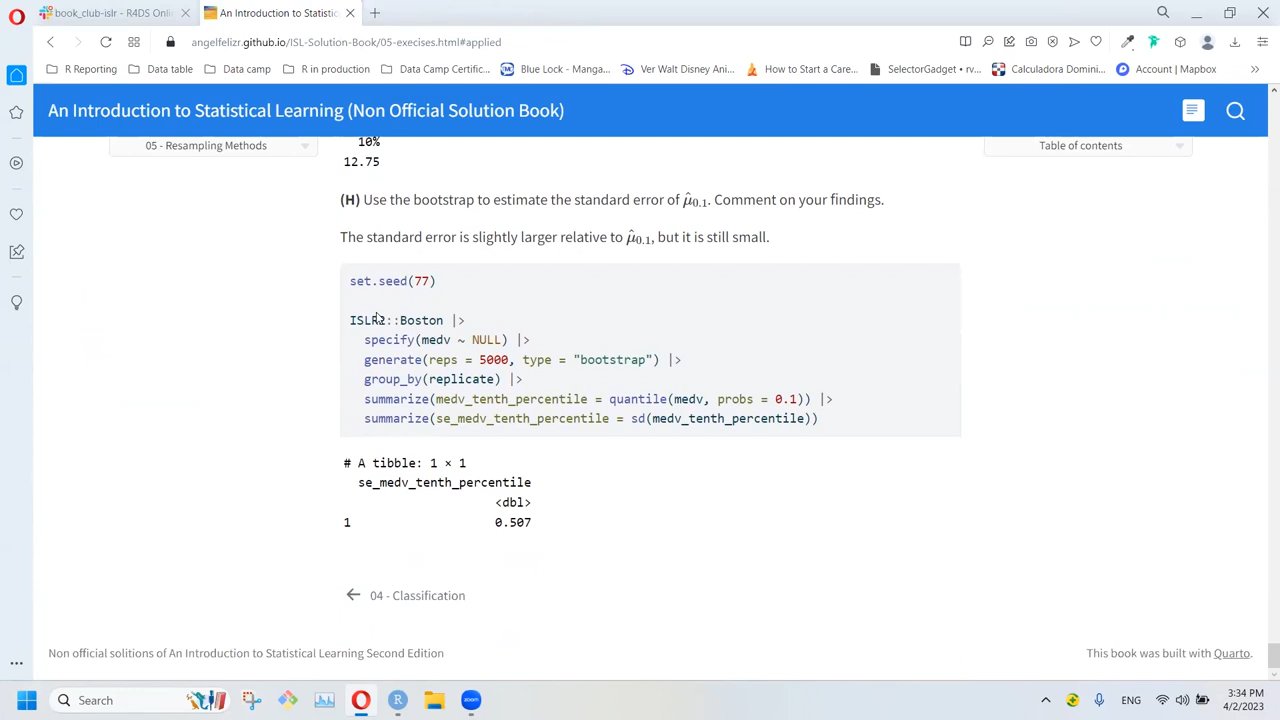 book_club-islr - R4DS Onli
An Introduction to Statistic
angelfelizr.github.io/ISL-Solution-Book/05-execises.html#applied
R Reporting
Data table
Data camp
R in production
Data Camp Certific...
Blue Lock - Manga...
Ver Walt Disney Ani...
How to Start a Care...
SelectorGadget • rv...
Calculadora Domini...
Account | Mapbox
An Introduction to Statistical Learning (Non Official Solution Book)
05 - Resampling Methods
Table of contents
10%
12.75
(H) Use the bootstrap to estimate the standard error of μ̂0.1. Comment on your findings.
The standard error is slightly larger relative to μ̂0.1, but it is still small.
set.seed(77)
ISLR2::Boston |>
specify(medv ~ NULL) |>
generate(reps = 5000, type = "bootstrap") |>
group_by(replicate) |>
summarize(medv_tenth_percentile = quantile(medv, probs = 0.1)) |>
summarize(se_medv_tenth_percentile = sd(medv_tenth_percentile))
# A tibble: 1 × 1
se_medv_tenth_percentile
<dbl>
1 0.507
04 - Classification
Non official solitions of An Introduction to Statistical Learning Second Edition
This book was built with Quarto.
Search
zoom
ENG
3:34 PM
4/2/2023